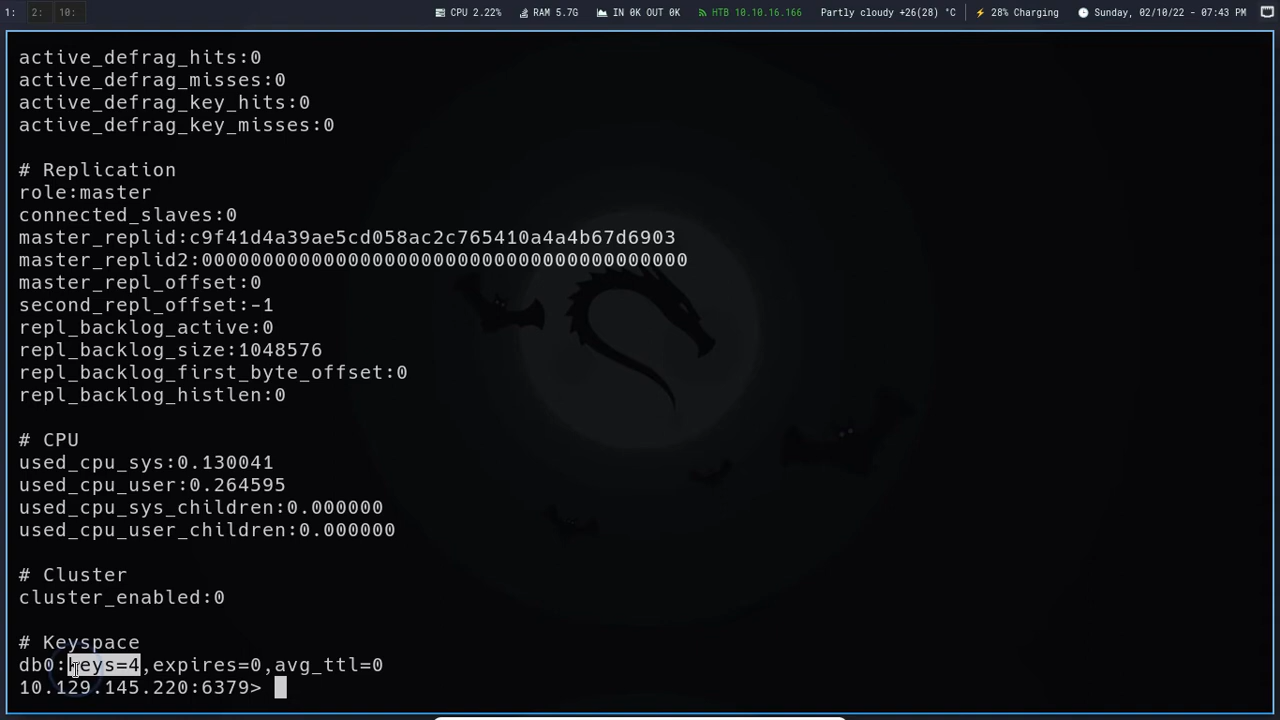 1: 2: 10: CPU 2.22% RAM 5.7G IN 0K OUT 0K HTB 10.10.16.166 Partly cloudy +26(28) °C 28% Charging Sunday, 02/10/22 - 07:43 PM
active_defrag_hits:0
active_defrag_misses:0
active_defrag_key_hits:0
active_defrag_key_misses:0
# Replication
role:master
connected_slaves:0
master_replid:c9f41d4a39ae5cd058ac2c765410a4a4b67d6903
master_replid2:0000000000000000000000000000000000000000
master_repl_offset:0
second_repl_offset:-1
repl_backlog_active:0
repl_backlog_size:1048576
repl_backlog_first_byte_offset:0
repl_backlog_histlen:0
# CPU
used_cpu_sys:0.130041
used_cpu_user:0.264595
used_cpu_sys_children:0.000000
used_cpu_user_children:0.000000
# Cluster
cluster_enabled:0
# Keyspace
db0:keys=4,expires=0,avg_ttl=0
10.129.145.220:6379>